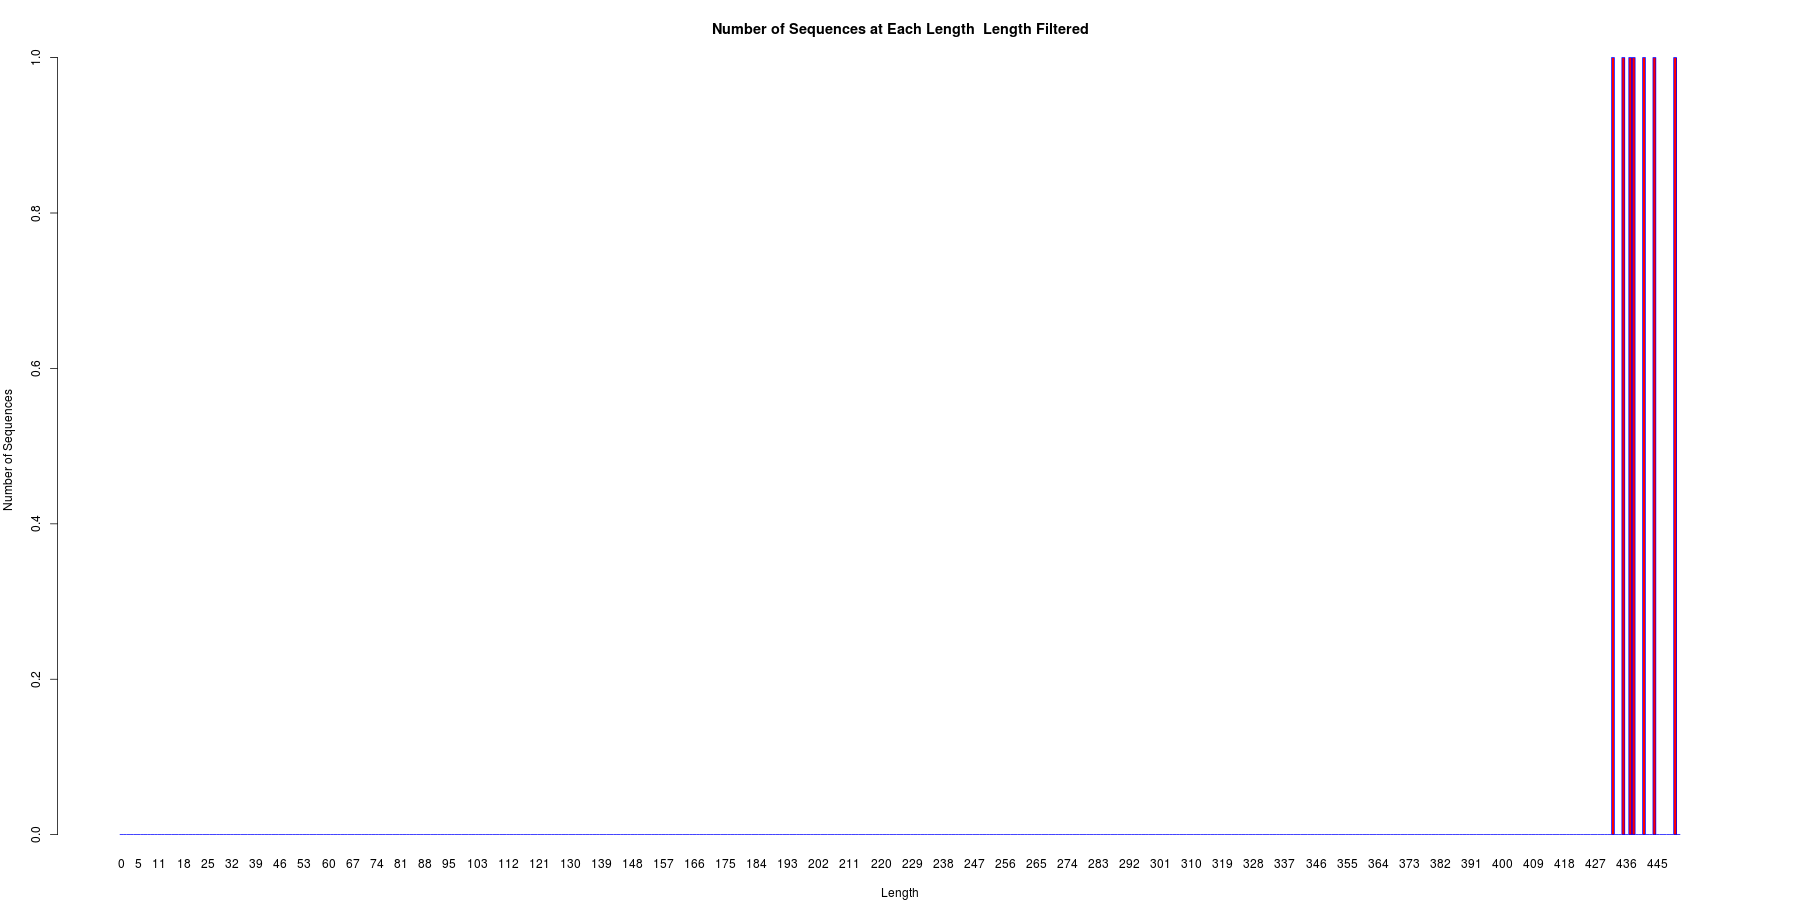 Number of Sequences at Each Length  Length Filtered
1.0
0.8
0.6
0.4
0.2
0.0
Number of Sequences
0 5 11 18 25 32 39 46 53 60 67 74 81 88 95 103 112 121 130 139 148 157 166 175 184 193 202 211 220 229 238 247 256 265 274 283 292 301 310 319 328 337 346 355 364 373 382 391 400 409 418 427 436 445
Length